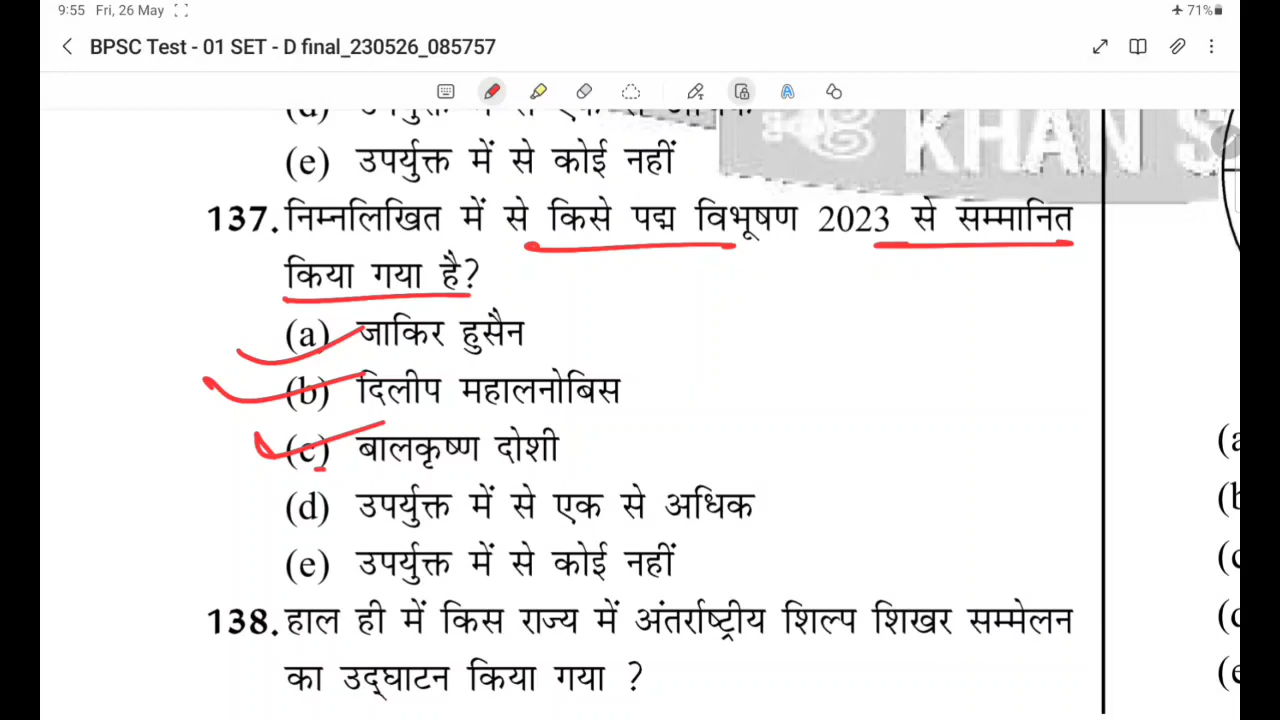 9:55 Fri, 26 May
71%
BPSC Test - 01 SET - D final_230526_085757
(e) उपर्युक्त में से कोई नहीं
KHAN S
137. निम्नलिखित में से किसे पद्म विभूषण 2023 से सम्मानित
किया गया है?
(a) जाकिर हुसैन
(b) दिलीप महालनोबिस
(c) बालकृष्ण दोशी
(d) उपर्युक्त में से एक से अधिक
(e) उपर्युक्त में से कोई नहीं
138. हाल ही में किस राज्य में अंतर्राष्ट्रीय शिल्प शिखर सम्मेलन
का उद्घाटन किया गया ?